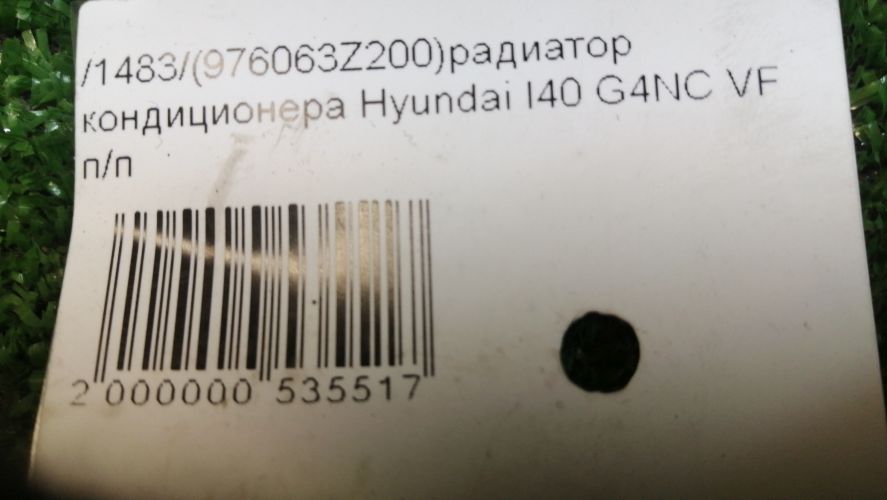 /1483/(976063Z200)радиатор
кондиционера Hyundai I40 G4NC VF
п/п
2 000000 535517